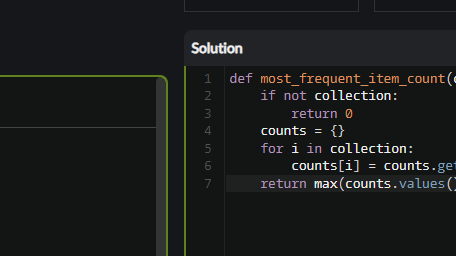 Solution
1 def most_frequent_item_count(
2 if not collection:
3 return 0
4 counts = {}
5 for i in collection:
6 counts[i] = counts.get
7 return max(counts.values()